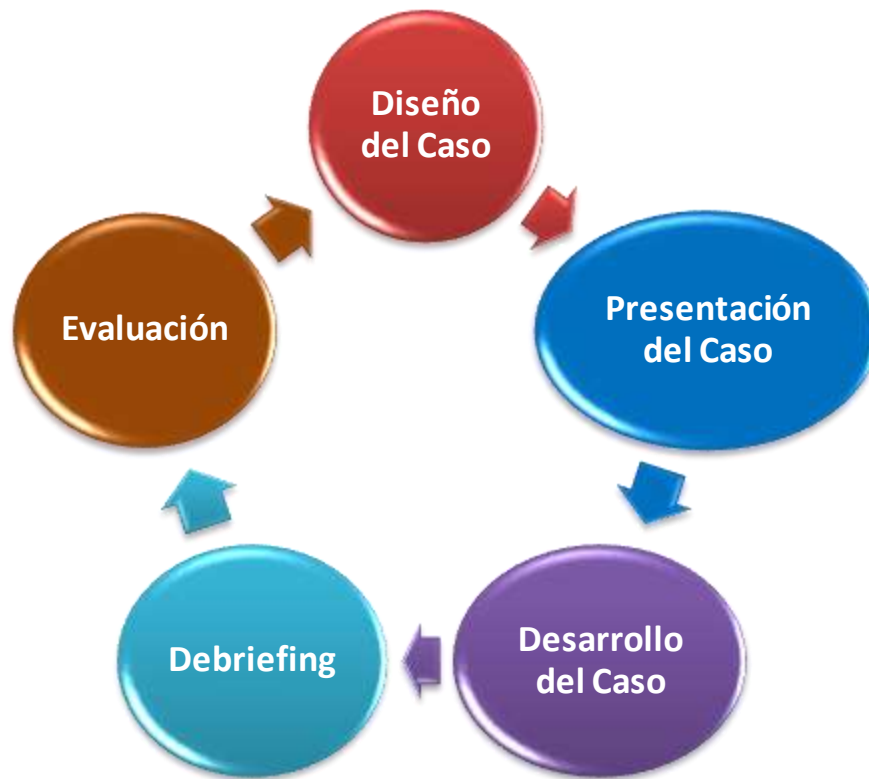 Diseño
del Caso
Presentación
del Caso
Desarrollo
del Caso
Debriefing
Evaluación